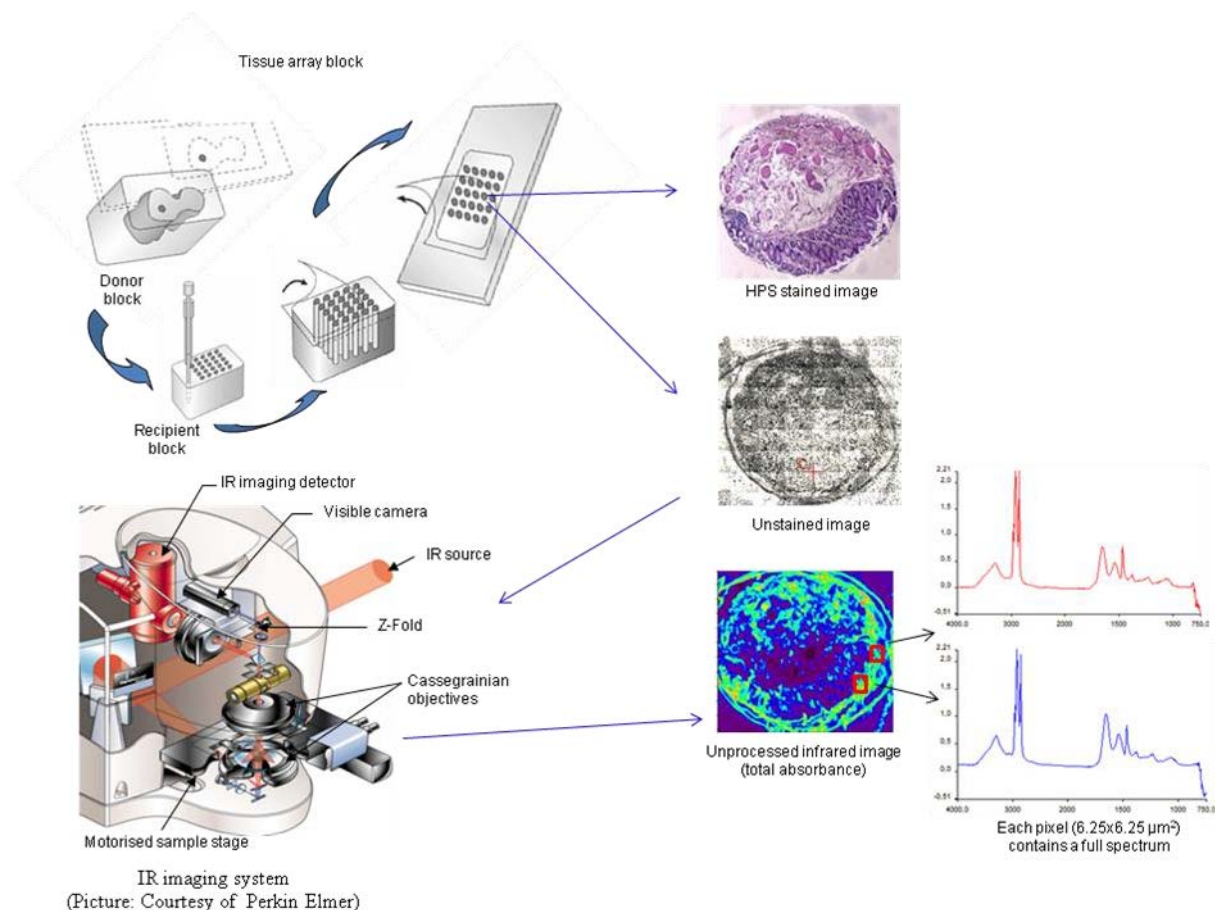 Tissue array block
Donor
block
Recipient
block
HPS stained image
Unstained image
IR imaging detector
Visible camera
IR source
Z-Fold
Cassegrainian
objectives
Motorised sample stage
IR imaging system
(Picture: Courtesy of Perkin Elmer)
Unprocessed infrared image
(total absorbance)
2.21
2.0
1.5
1.0
0.5
0.0
-0.51
4000.0 3000 2000 1500 1000 750.0
2.21
2.0
1.5
1.0
0.5
0.0
-0.51
4000.0 3000 2000 1500 1000 750.0
Each pixel (6.25x6.25 µm²)
contains a full spectrum